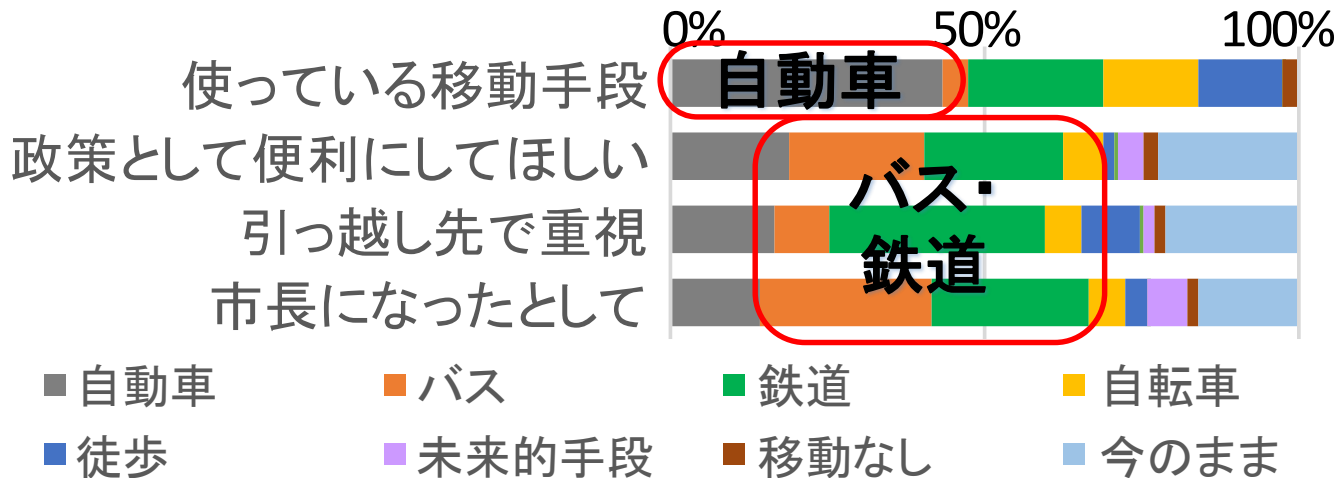 0% 50% 100%
使っている移動手段
自動車
政策として便利にしてほしい
引っ越し先で重視
市長になったとして
バス・
鉄道
自動車 バス 鉄道 自転車
徒歩 未来的手段 移動なし 今のまま